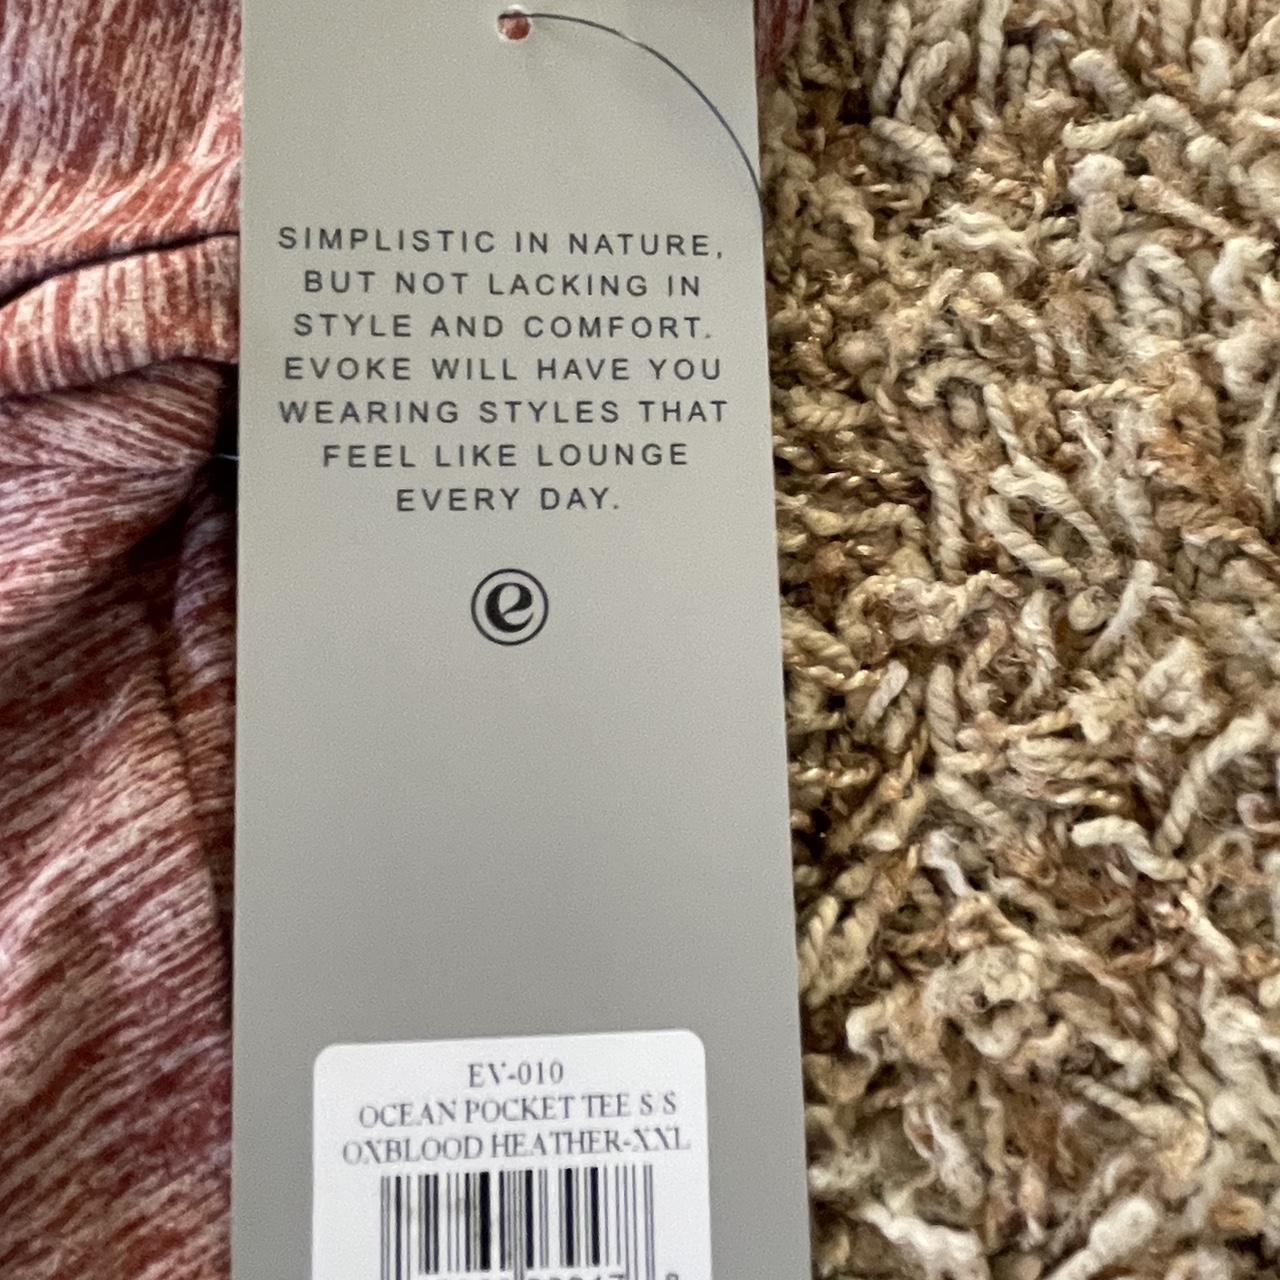 SIMPLISTIC IN NATURE,
BUT NOT LACKING IN
STYLE AND COMFORT.
EVOKE WILL HAVE YOU
WEARING STYLES THAT
FEEL LIKE LOUNGE
EVERY DAY.
e
EV-010
OCEAN POCKET TEE S/S
OXBLOOD HEATHER-XXL